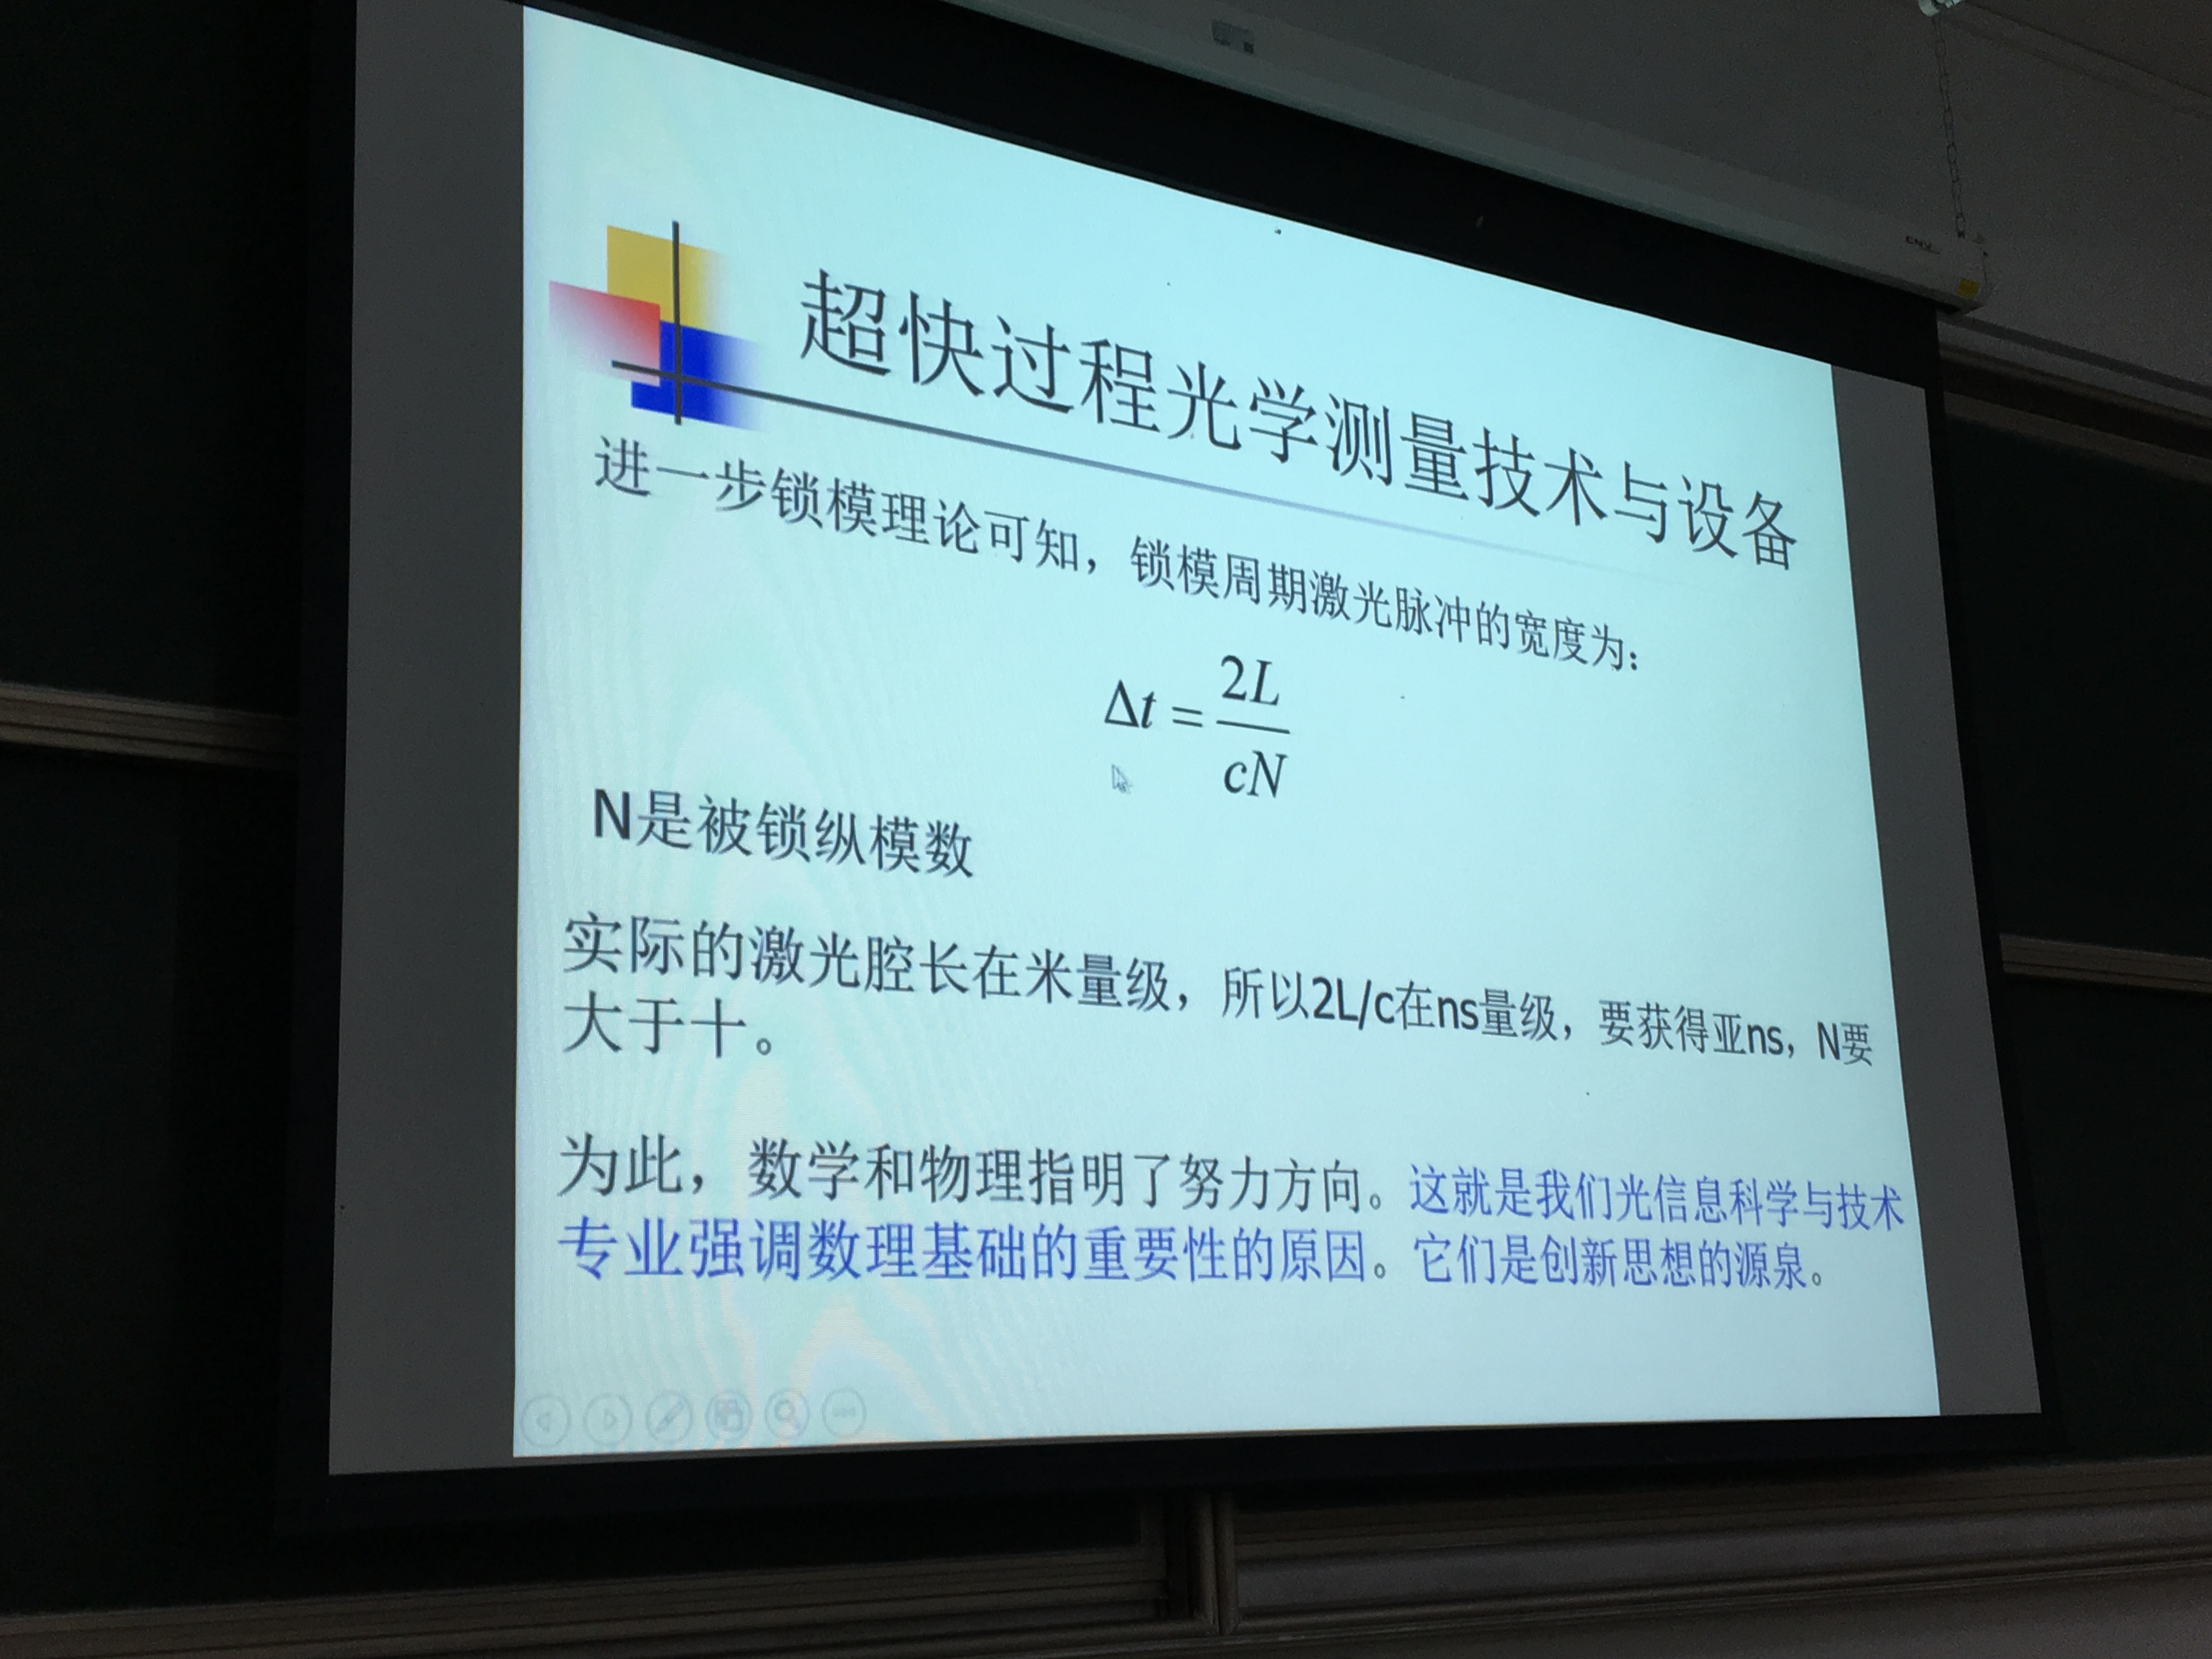 超快过程光学测量技术与设备
进一步锁模理论可知，锁模周期激光脉冲的宽度为：
Δt = 2L / cN
N是被锁纵模数
实际的激光腔长在米量级，所以2L/c在ns量级，要获得亚ns，N要
大于十。
为此，数学和物理指明了努力方向。这就是我们光信息科学与技术
专业强调数理基础的重要性的原因。它们是创新思想的源泉。